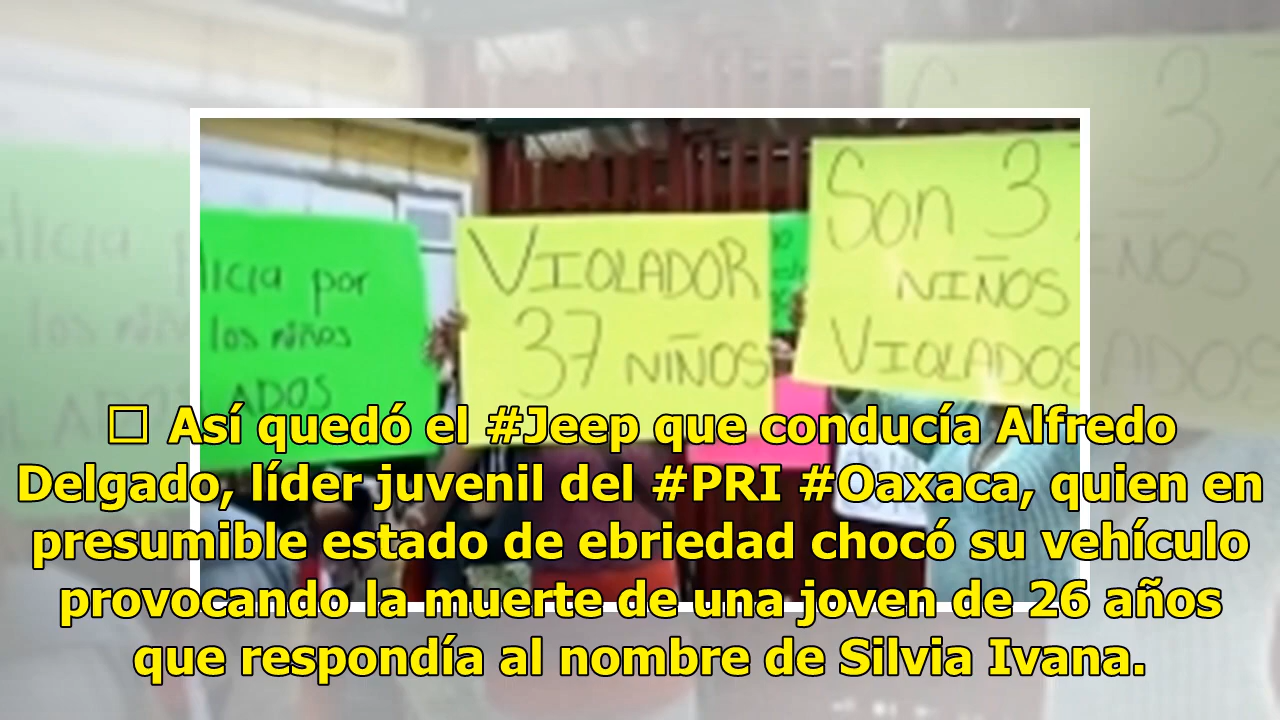 ticia por
los niños
ADOS
VIOLADOR
37 NIÑOS
Son 3
NIÑOS
VIOLADOS
□ Así quedó el #Jeep que conducía Alfredo
Delgado, líder juvenil del #PRI #Oaxaca, quien en
presumible estado de ebriedad chocó su vehículo
provocando la muerte de una joven de 26 años
que respondía al nombre de Silvia Ivana.